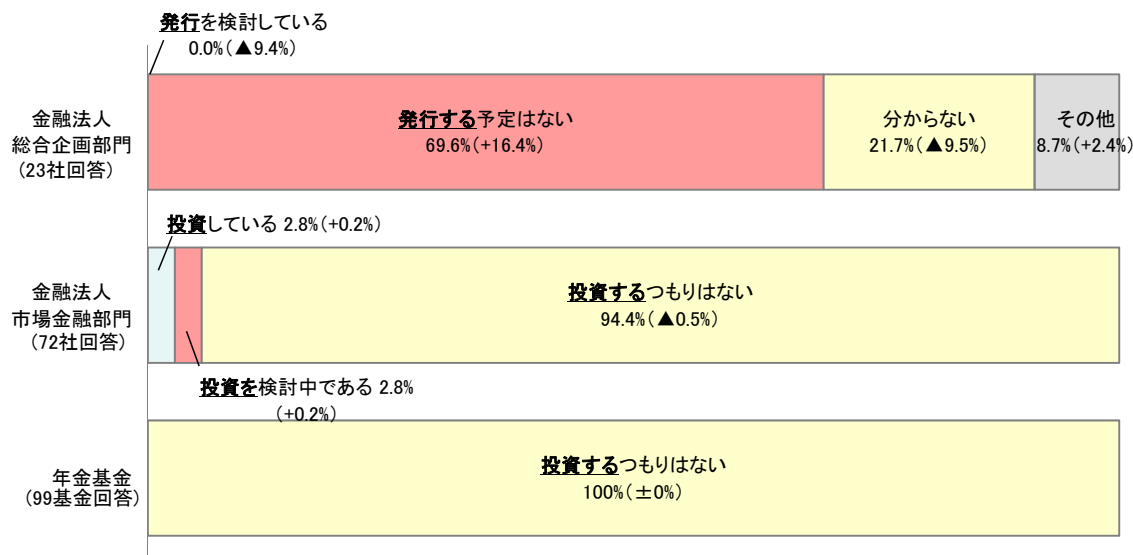 発行を検討している
0.0%(▲9.4%)
金融法人
総合企画部門
(23社回答)
発行する予定はない
69.6%(+16.4%)
分からない
21.7%(▲9.5%)
その他
8.7%(+2.4%)
投資している 2.8%(+0.2%)
金融法人
市場金融部門
(72社回答)
投資するつもりはない
94.4%(▲0.5%)
投資を検討中である 2.8%
(+0.2%)
年金基金
(99基金回答)
投資するつもりはない
100%(±0%)